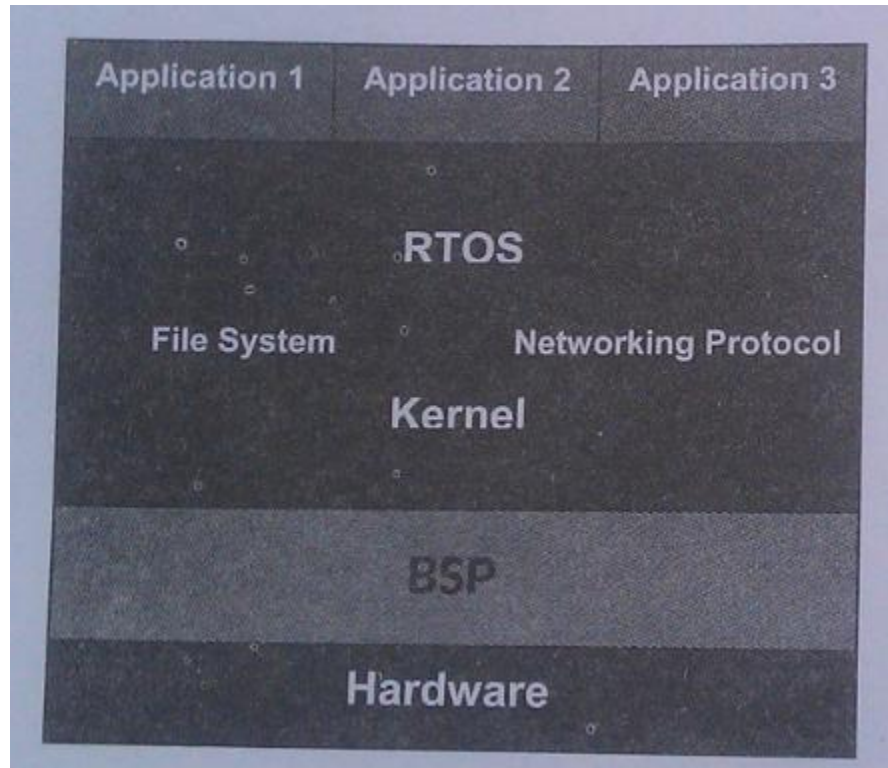 Application 1 Application 2 Application 3
RTOS
File System Networking Protocol
Kernel
BSP
Hardware